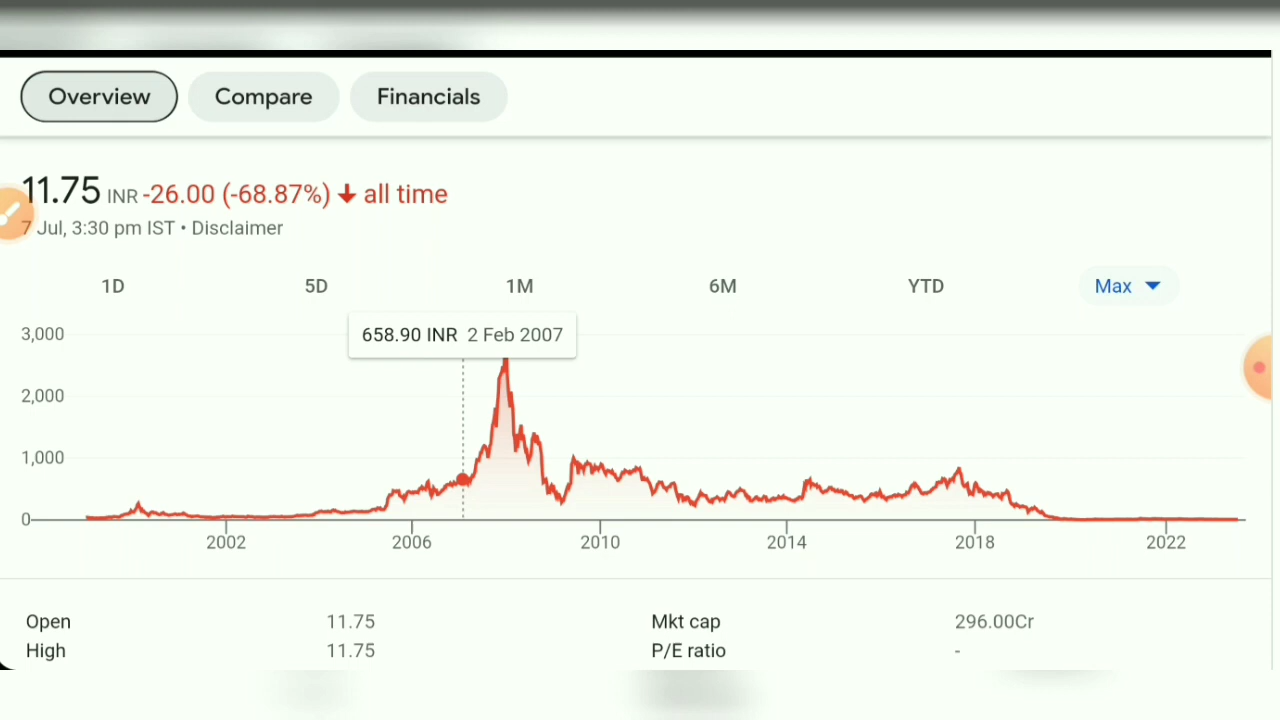 Overview Compare Financials
11.75 INR -26.00 (-68.87%) ↓ all time
7 Jul, 3:30 pm IST • Disclaimer
1D 5D 1M 6M YTD Max
658.90 INR 2 Feb 2007
3,000
2,000
1,000
0
2002 2006 2010 2014 2018 2022
Open 11.75 Mkt cap 296.00Cr
High 11.75 P/E ratio -